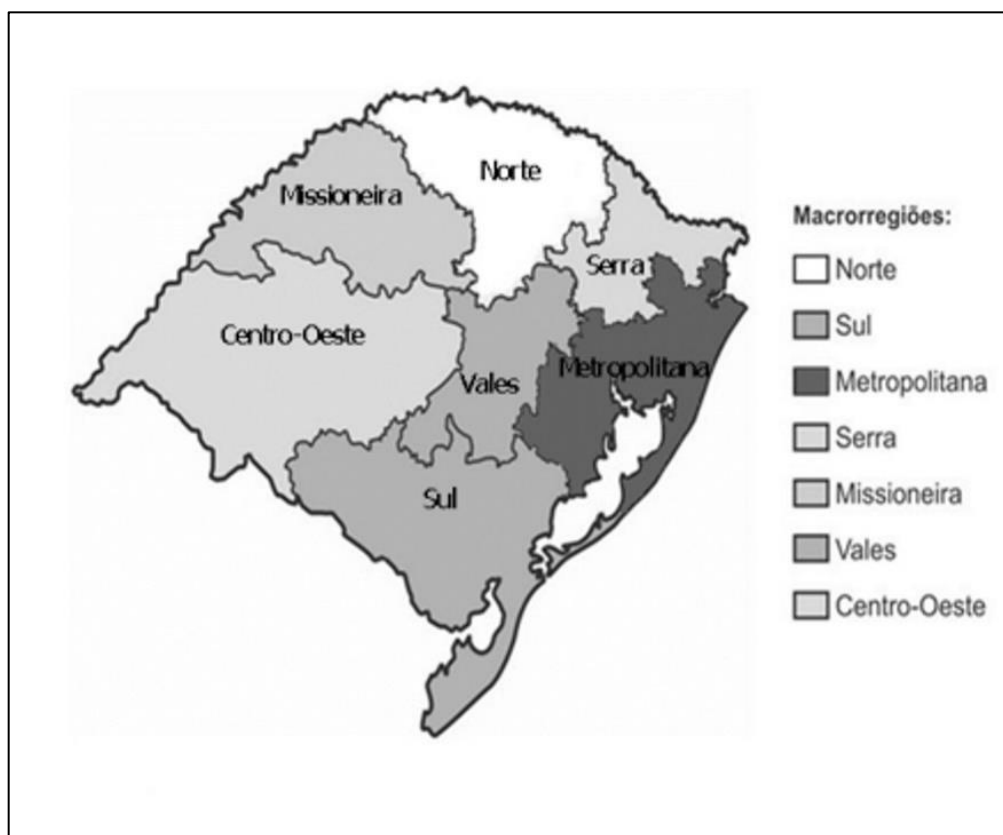 Norte
Missioneira
Serra
Centro-Oeste
Metropolitana
Vales
Sul
Macrorregiões:
Norte
Sul
Metropolitana
Serra
Missioneira
Vales
Centro-Oeste